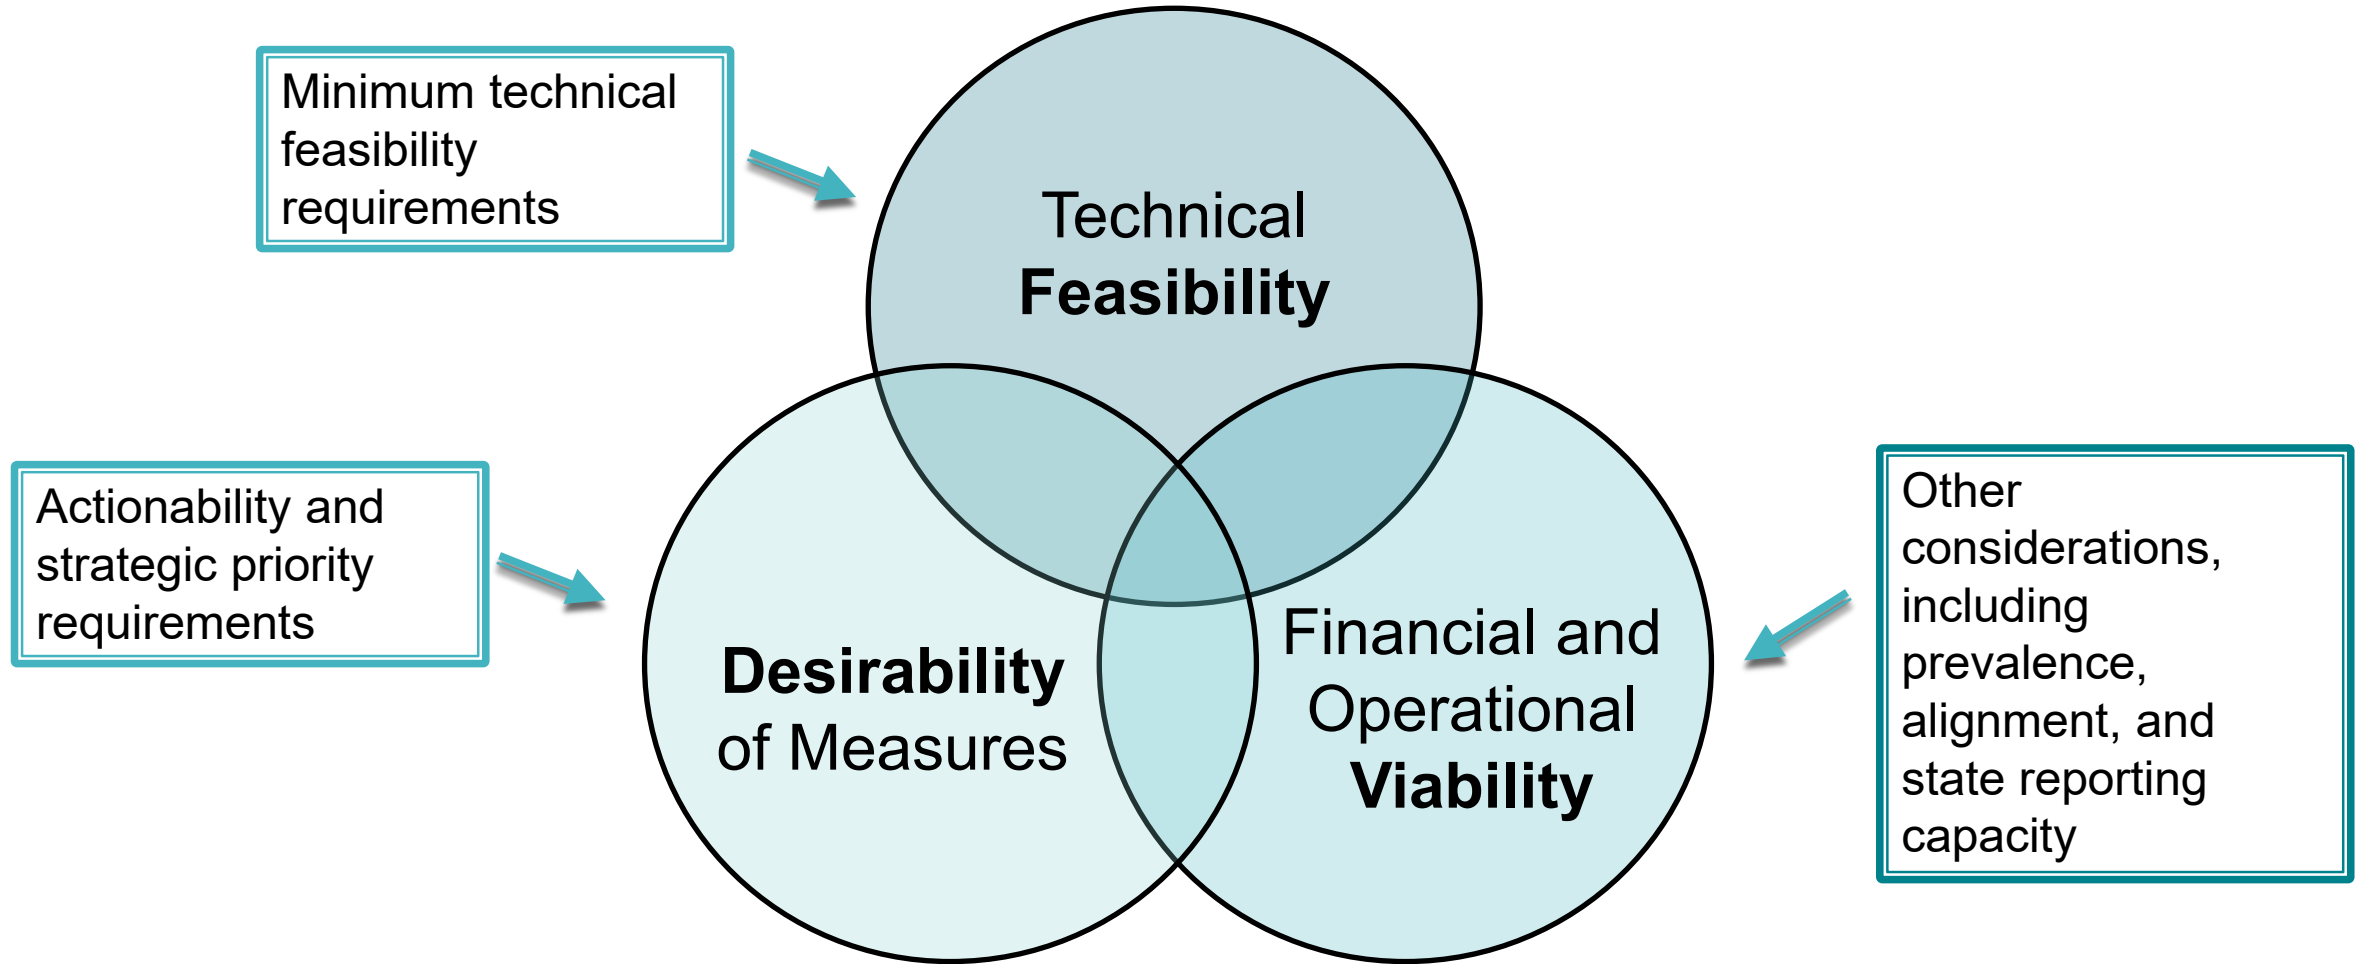 Minimum technical
feasibility
requirements
Technical
Feasibility
Actionability and
strategic priority
requirements
Desirability
of Measures
Financial and
Operational
Viability
Other
considerations,
including
prevalence,
alignment, and
state reporting
capacity